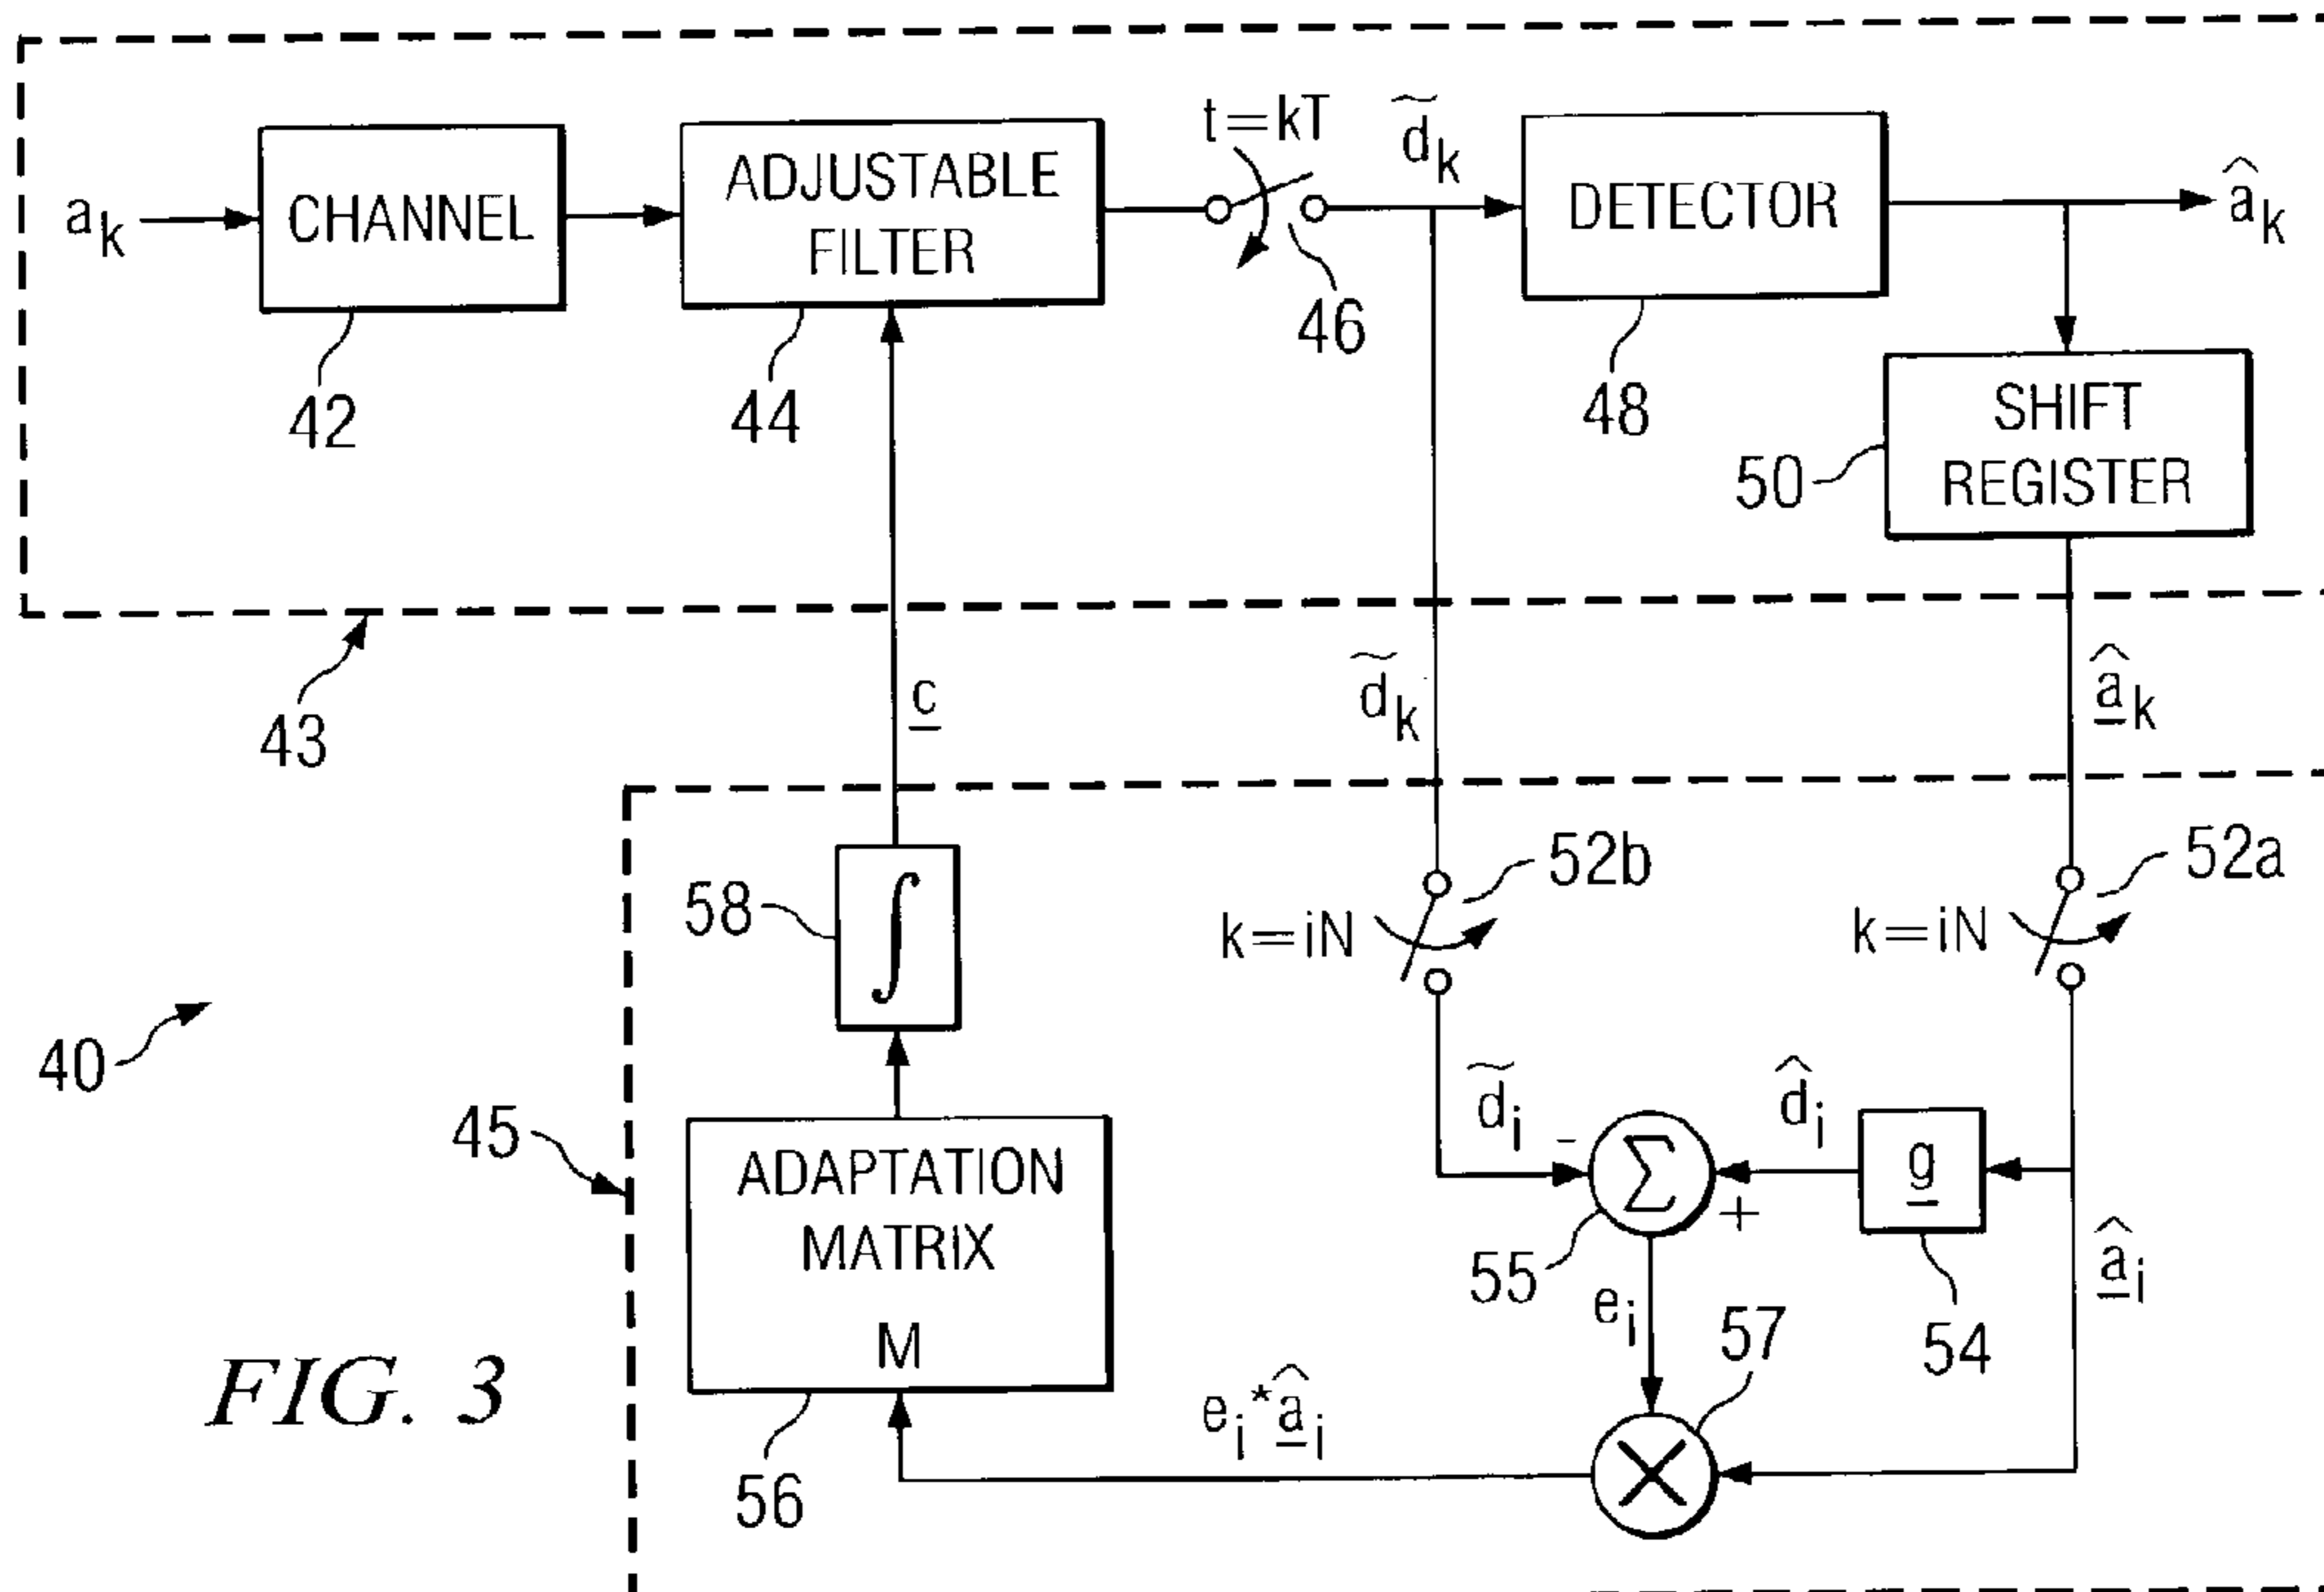 t=kT
d̃k
ak
CHANNEL
ADJUSTABLE
FILTER
DETECTOR
âk
46
42
44
48
SHIFT
REGISTER
50
43
c
d̃k
âk
58
∫
k=iN
52b
k=iN
52a
40
45
ADAPTATION
MATRIX
M
d̃i
-
Σ
+
d̂i
g
55
ei
57
54
âi
FIG. 3
56
ei*âi